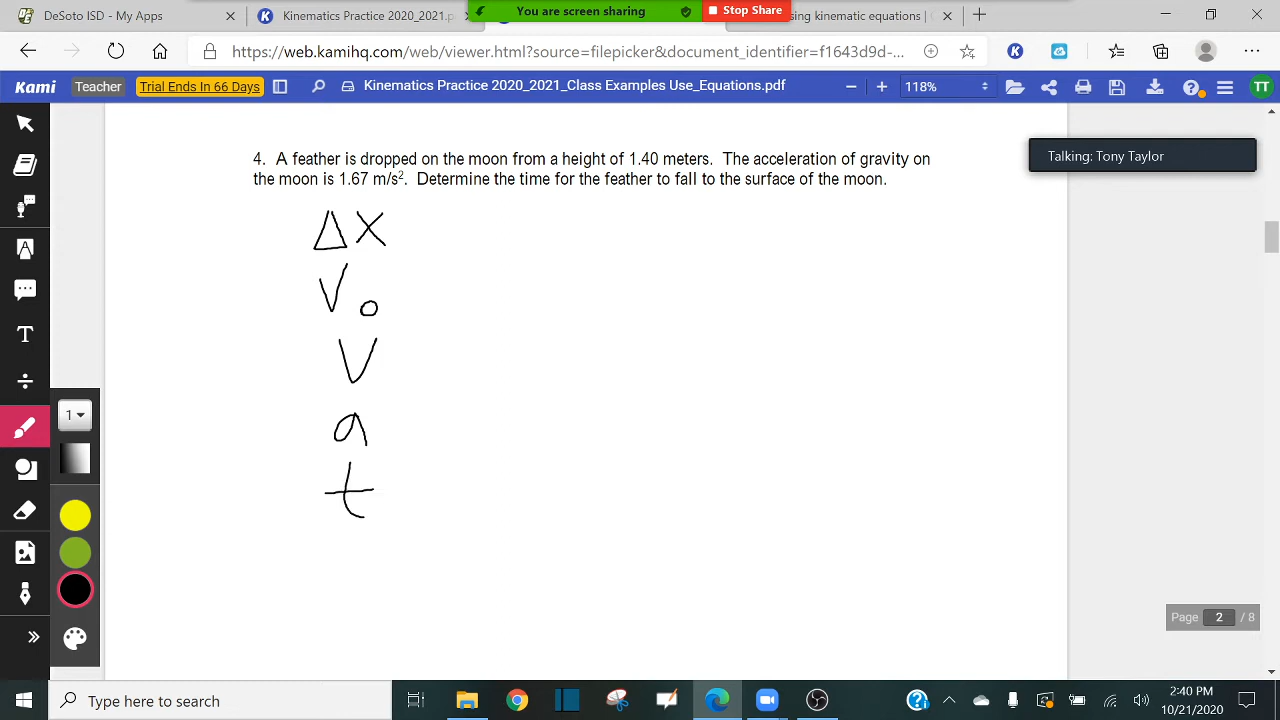 Desktop - My Apps
Kinematics Practice 2020_2021.p
You are screen sharing
Stop Share
sing kinematic equations |
https://web.kamihq.com/web/viewer.html?source=filepicker&document_identifier=f1643d9d-...
Kami
Teacher
Trial Ends In 66 Days
Kinematics Practice 2020_2021_Class Examples Use_Equations.pdf
118%
TT
Talking: Tony Taylor
4. A feather is dropped on the moon from a height of 1.40 meters. The acceleration of gravity on
the moon is 1.67 m/s². Determine the time for the feather to fall to the surface of the moon.
Δx
V₀
V
a
t
1
Page 2 / 8
Type here to search
2:40 PM
10/21/2020